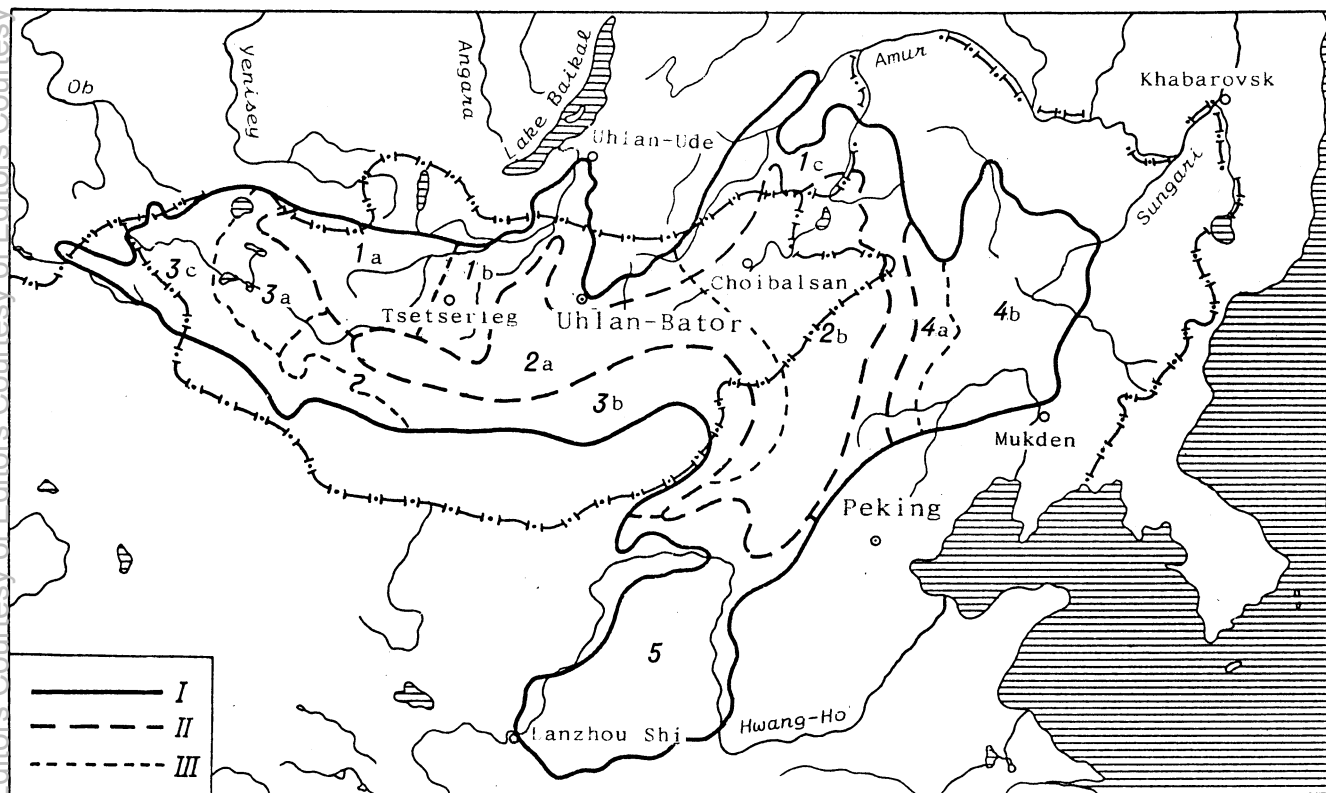 Ob
Yenisey
Angara
Lake Baikal
Amur
Khabarovsk
Uhlan-Ude
Sungari
1c
1a
1b
3c
3a
Choibalsan
Tsetserleg
Uhlan-Bator
2b
4a
4b
2a
2
3b
Mukden
Peking
5
Hwang-Ho
Lanzhou Shi
I
II
III